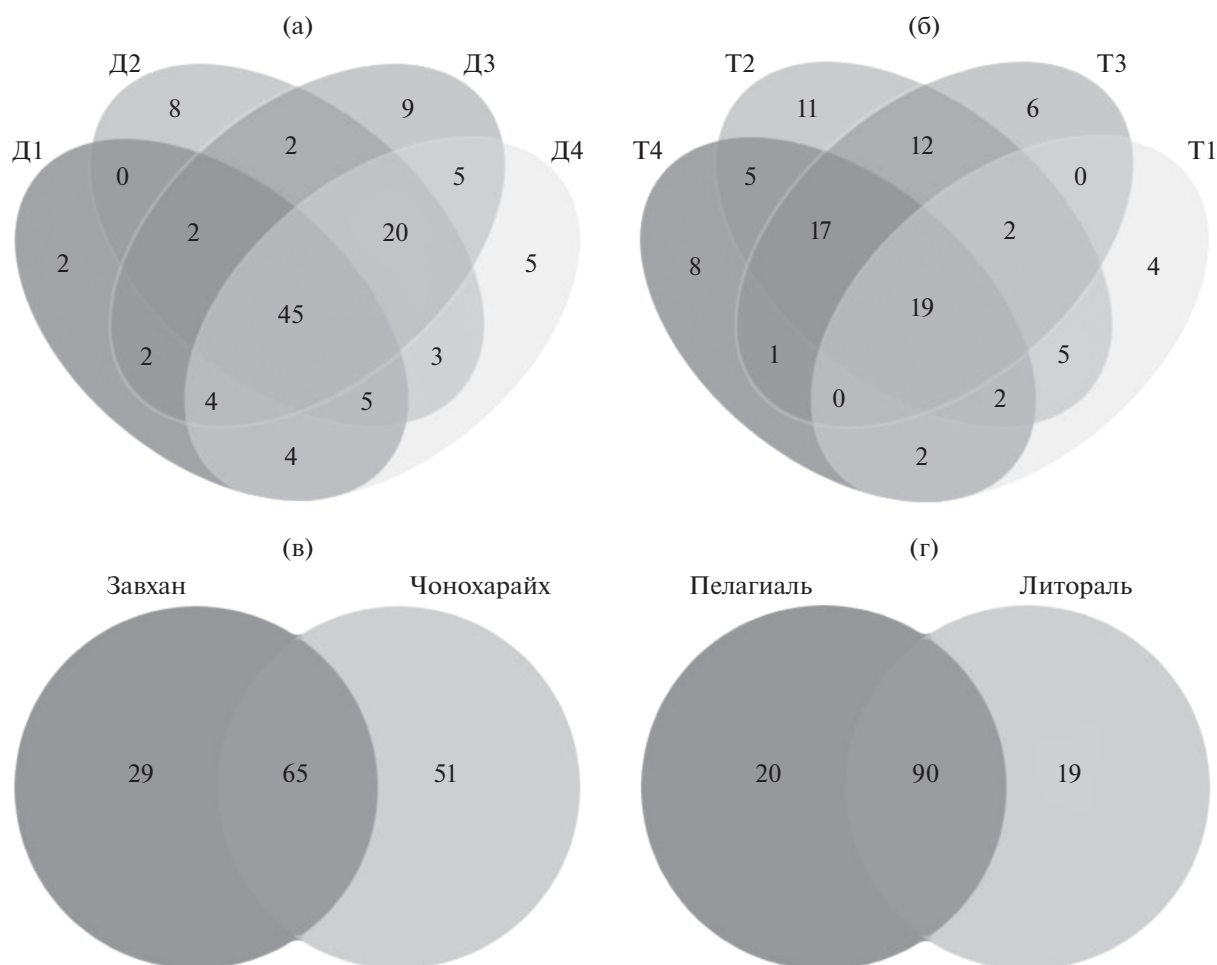 (а) (б)
Д2 Д3 Т2 Т3
8 9 11 6
Д1 2 Д4 Т4 12 Т1
0 5 5 0
2 20 17 2
2 5 8 4
45 19
2 3 1 5
4 5 0 2
4 2
(в) (г)
Завхан Чонохарайх Пелагиаль Литораль
29 65 51 20 90 19